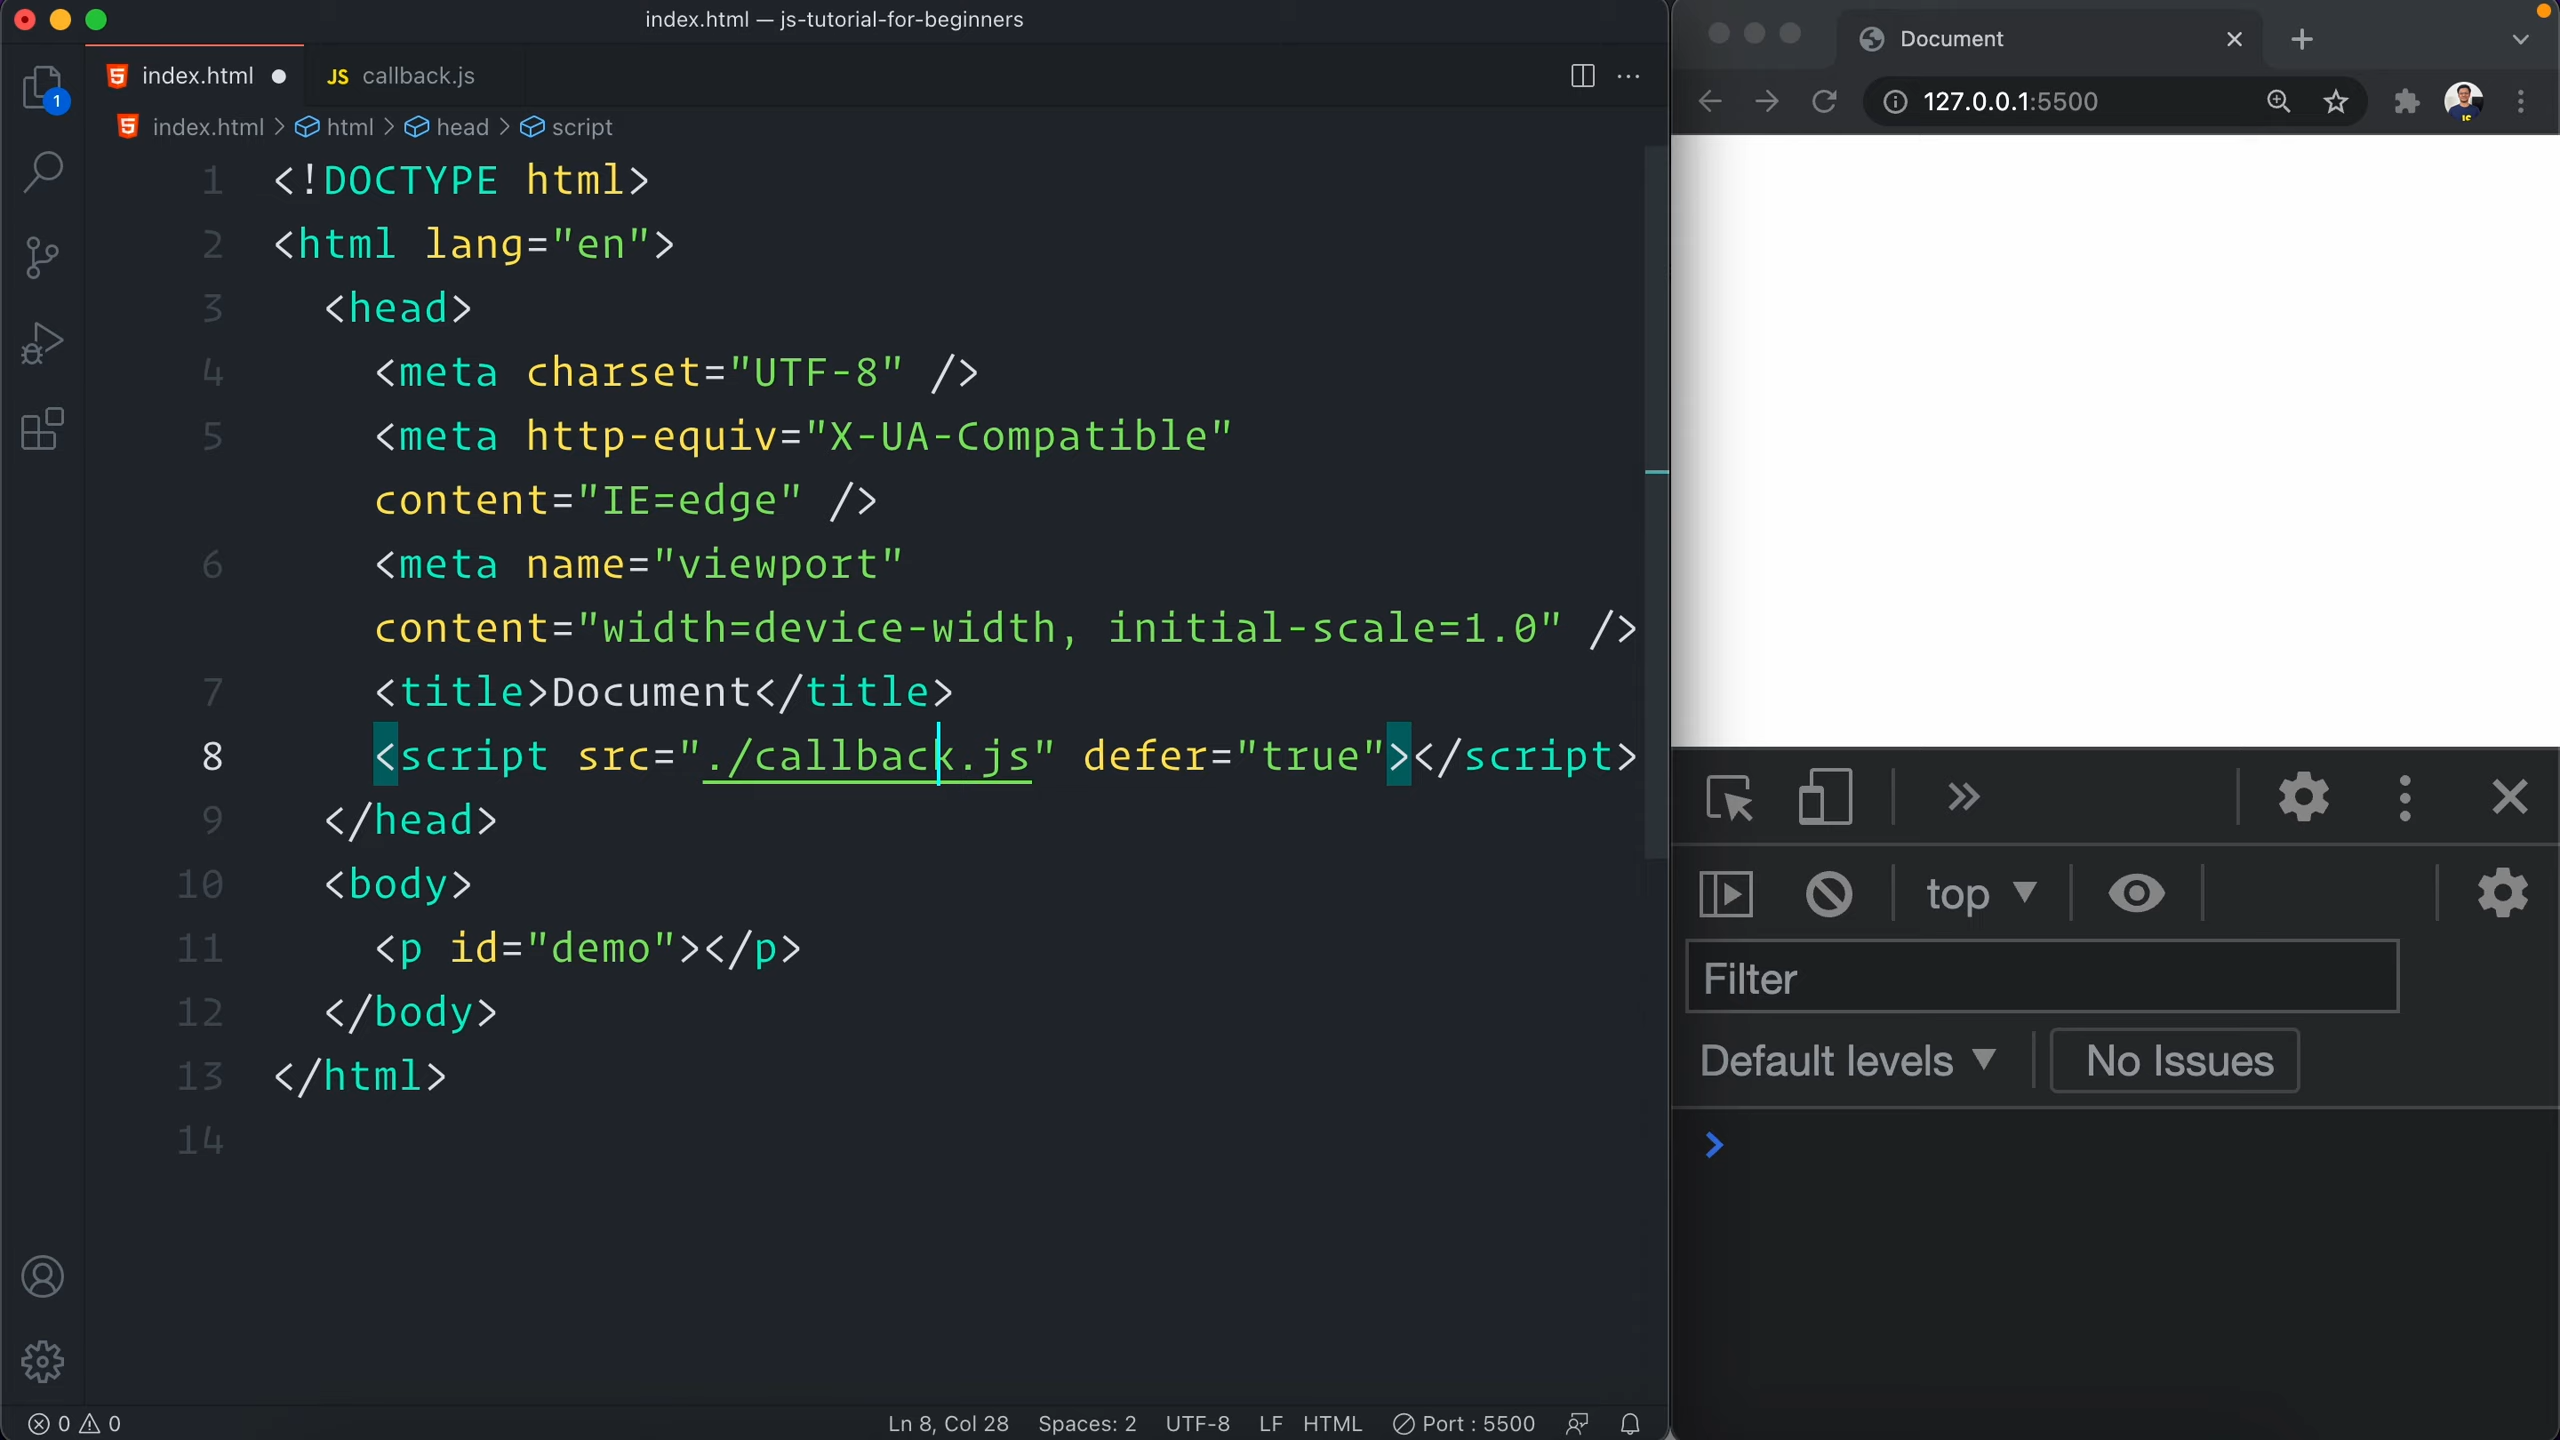 index.html — js-tutorial-for-beginners
index.html
JS callback.js
index.html > html > head > script
1 <!DOCTYPE html>
2 <html lang="en">
3 <head>
4 <meta charset="UTF-8" />
5 <meta http-equiv="X-UA-Compatible"
content="IE=edge" />
6 <meta name="viewport"
content="width=device-width, initial-scale=1.0" />
7 <title>Document</title>
8 <script src="./callback.js" defer="true"></script>
9 </head>
10 <body>
11 <p id="demo"></p>
12 </body>
13 </html>
14
1
0 0
Ln 8, Col 28 Spaces: 2 UTF-8 LF HTML Port : 5500
Document
127.0.0.1:5500
JS
top
Filter
Default levels
No Issues